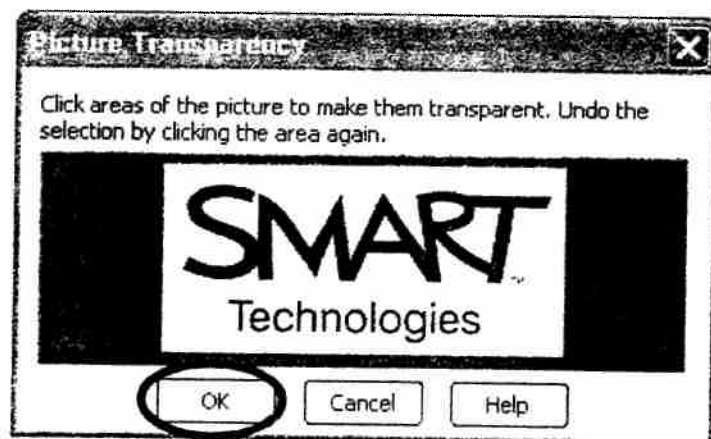 Picture Transparency
Click areas of the picture to make them transparent. Undo the
selection by clicking the area again.
SMART
TM
Technologies
OK
Cancel
Help